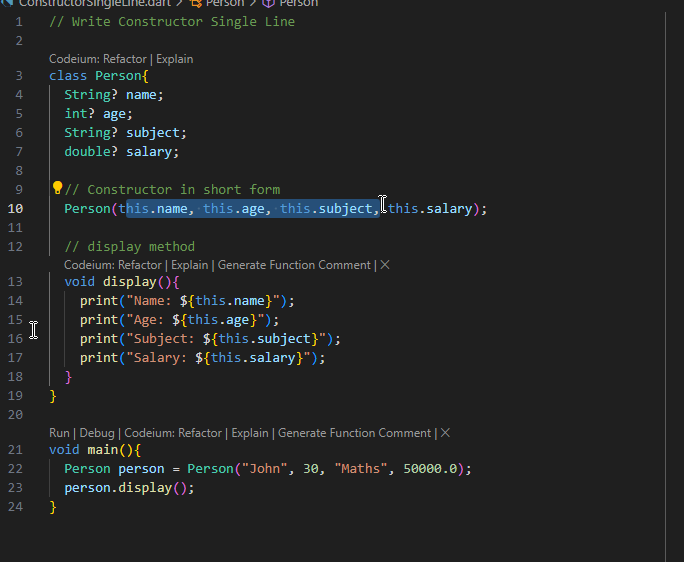 ConstructorSingleLine.dart > Person > Person
1 // Write Constructor Single Line
2
Codeium: Refactor | Explain
3 class Person{
4 String? name;
5 int? age;
6 String? subject;
7 double? salary;
8
9 // Constructor in short form
10 Person(this.name, this.age, this.subject, this.salary);
11
12 // display method
Codeium: Refactor | Explain | Generate Function Comment | ×
13 void display(){
14 print("Name: ${this.name}");
15 print("Age: ${this.age}");
16 print("Subject: ${this.subject}");
17 print("Salary: ${this.salary}");
18 }
19 }
20
Run | Debug | Codeium: Refactor | Explain | Generate Function Comment | ×
21 void main(){
22 Person person = Person("John", 30, "Maths", 50000.0);
23 person.display();
24 }